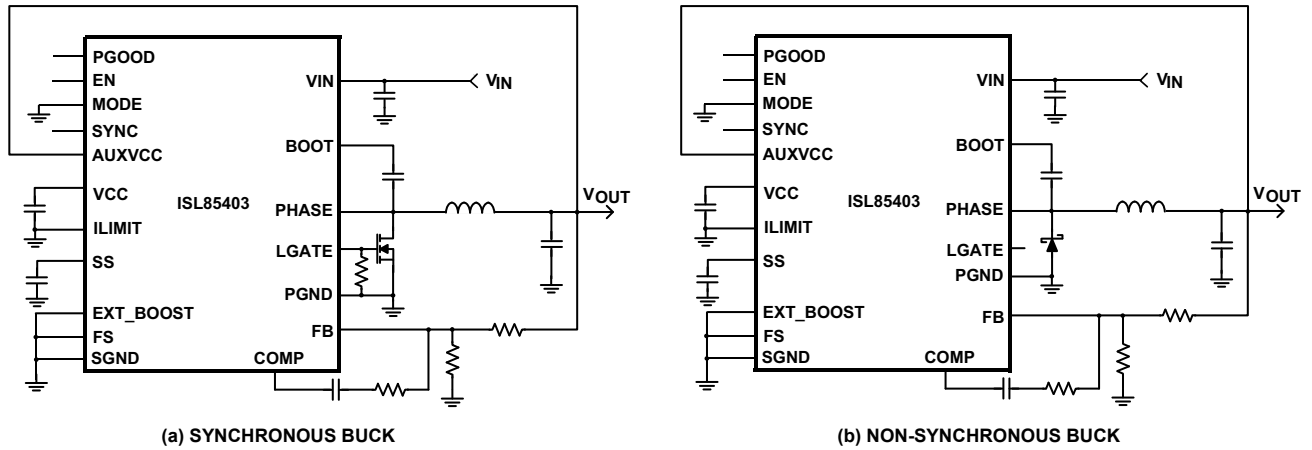 PGOOD
EN
MODE
SYNC
AUXVCC
VCC
ILIMIT
SS
EXT_BOOST
FS
SGND
ISL85403
VIN
BOOT
PHASE
LGATE
PGND
FB
COMP
VIN
VOUT
(a) SYNCHRONOUS BUCK
PGOOD
EN
MODE
SYNC
AUXVCC
VCC
ILIMIT
SS
EXT_BOOST
FS
SGND
ISL85403
VIN
BOOT
PHASE
LGATE
PGND
FB
COMP
VIN
VOUT
(b) NON-SYNCHRONOUS BUCK